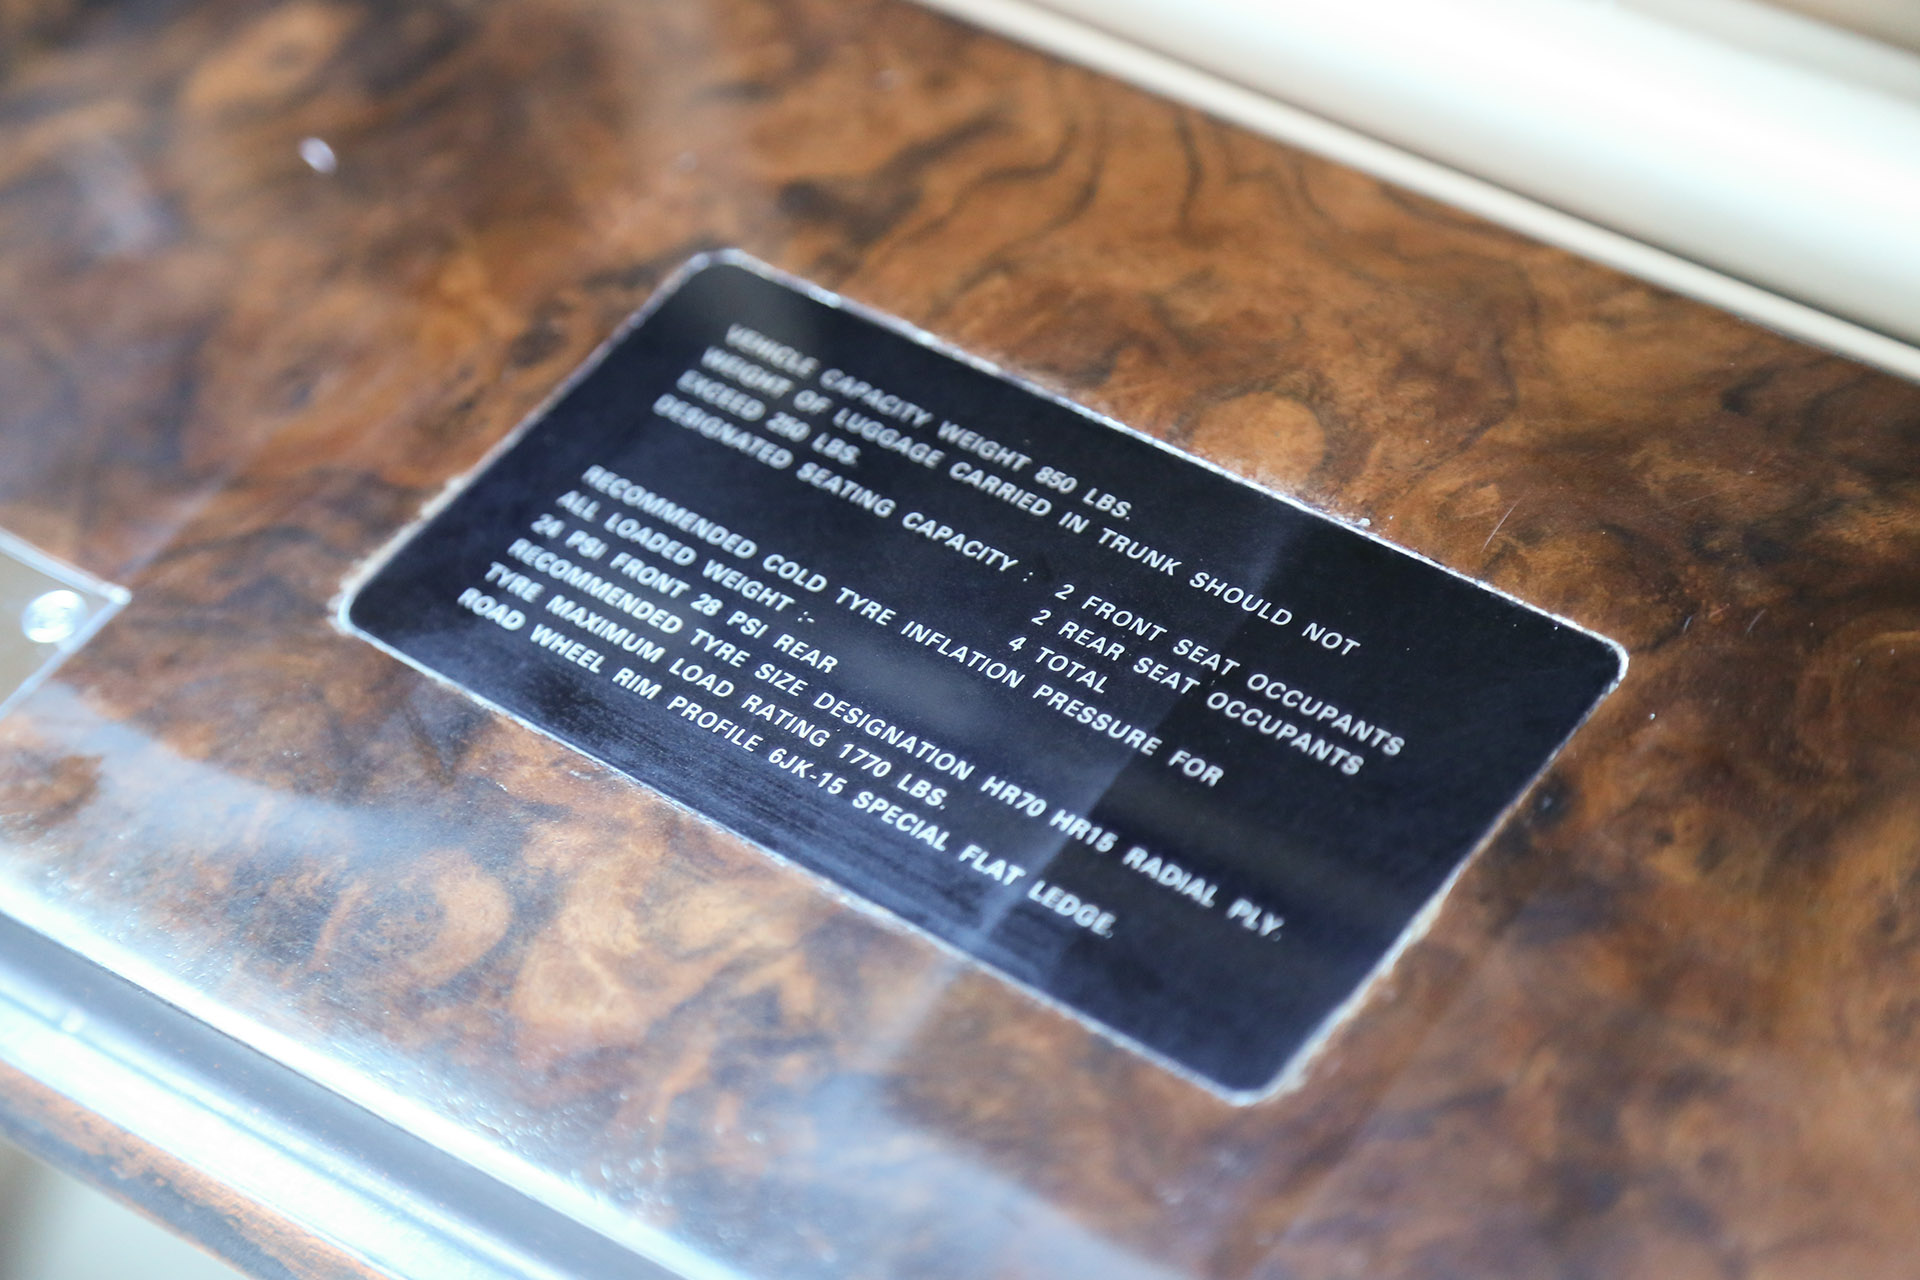 VEHICLE CAPACITY WEIGHT 850 LBS.
WEIGHT OF LUGGAGE CARRIED IN TRUNK SHOULD NOT
EXCEED 250 LBS.
DESIGNATED SEATING CAPACITY : 2 FRONT SEAT OCCUPANTS
2 REAR SEAT OCCUPANTS
4 TOTAL
RECOMMENDED COLD TYRE INFLATION PRESSURE FOR
ALL LOADED WEIGHT :-
24 PSI FRONT 28 PSI REAR
RECOMMENDED TYRE SIZE DESIGNATION HR70 HR15 RADIAL PLY.
TYRE MAXIMUM LOAD RATING 1770 LBS.
ROAD WHEEL RIM PROFILE 6JK-15 SPECIAL FLAT LEDGE.